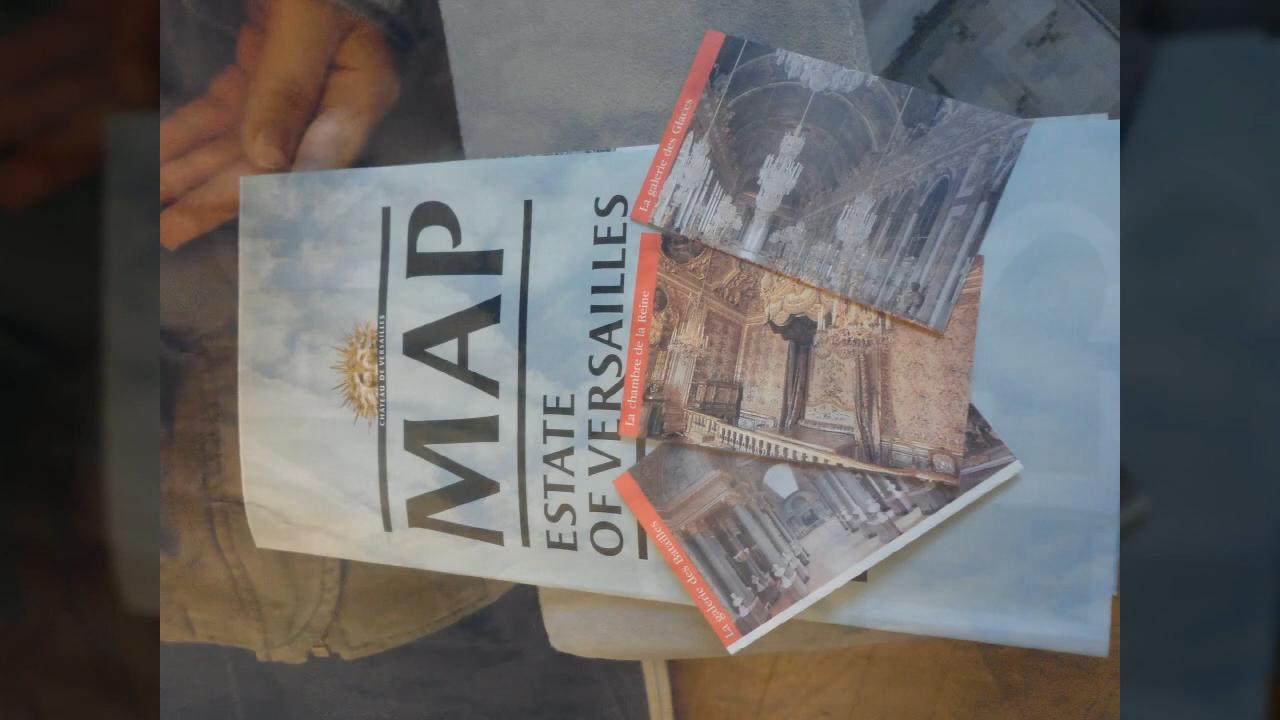 CHÂTEAU DE VERSAILLES
MAP
ESTATE
OF VERSAILLES
La galerie des Glaces
La chambre de la Reine
La galerie des Batailles